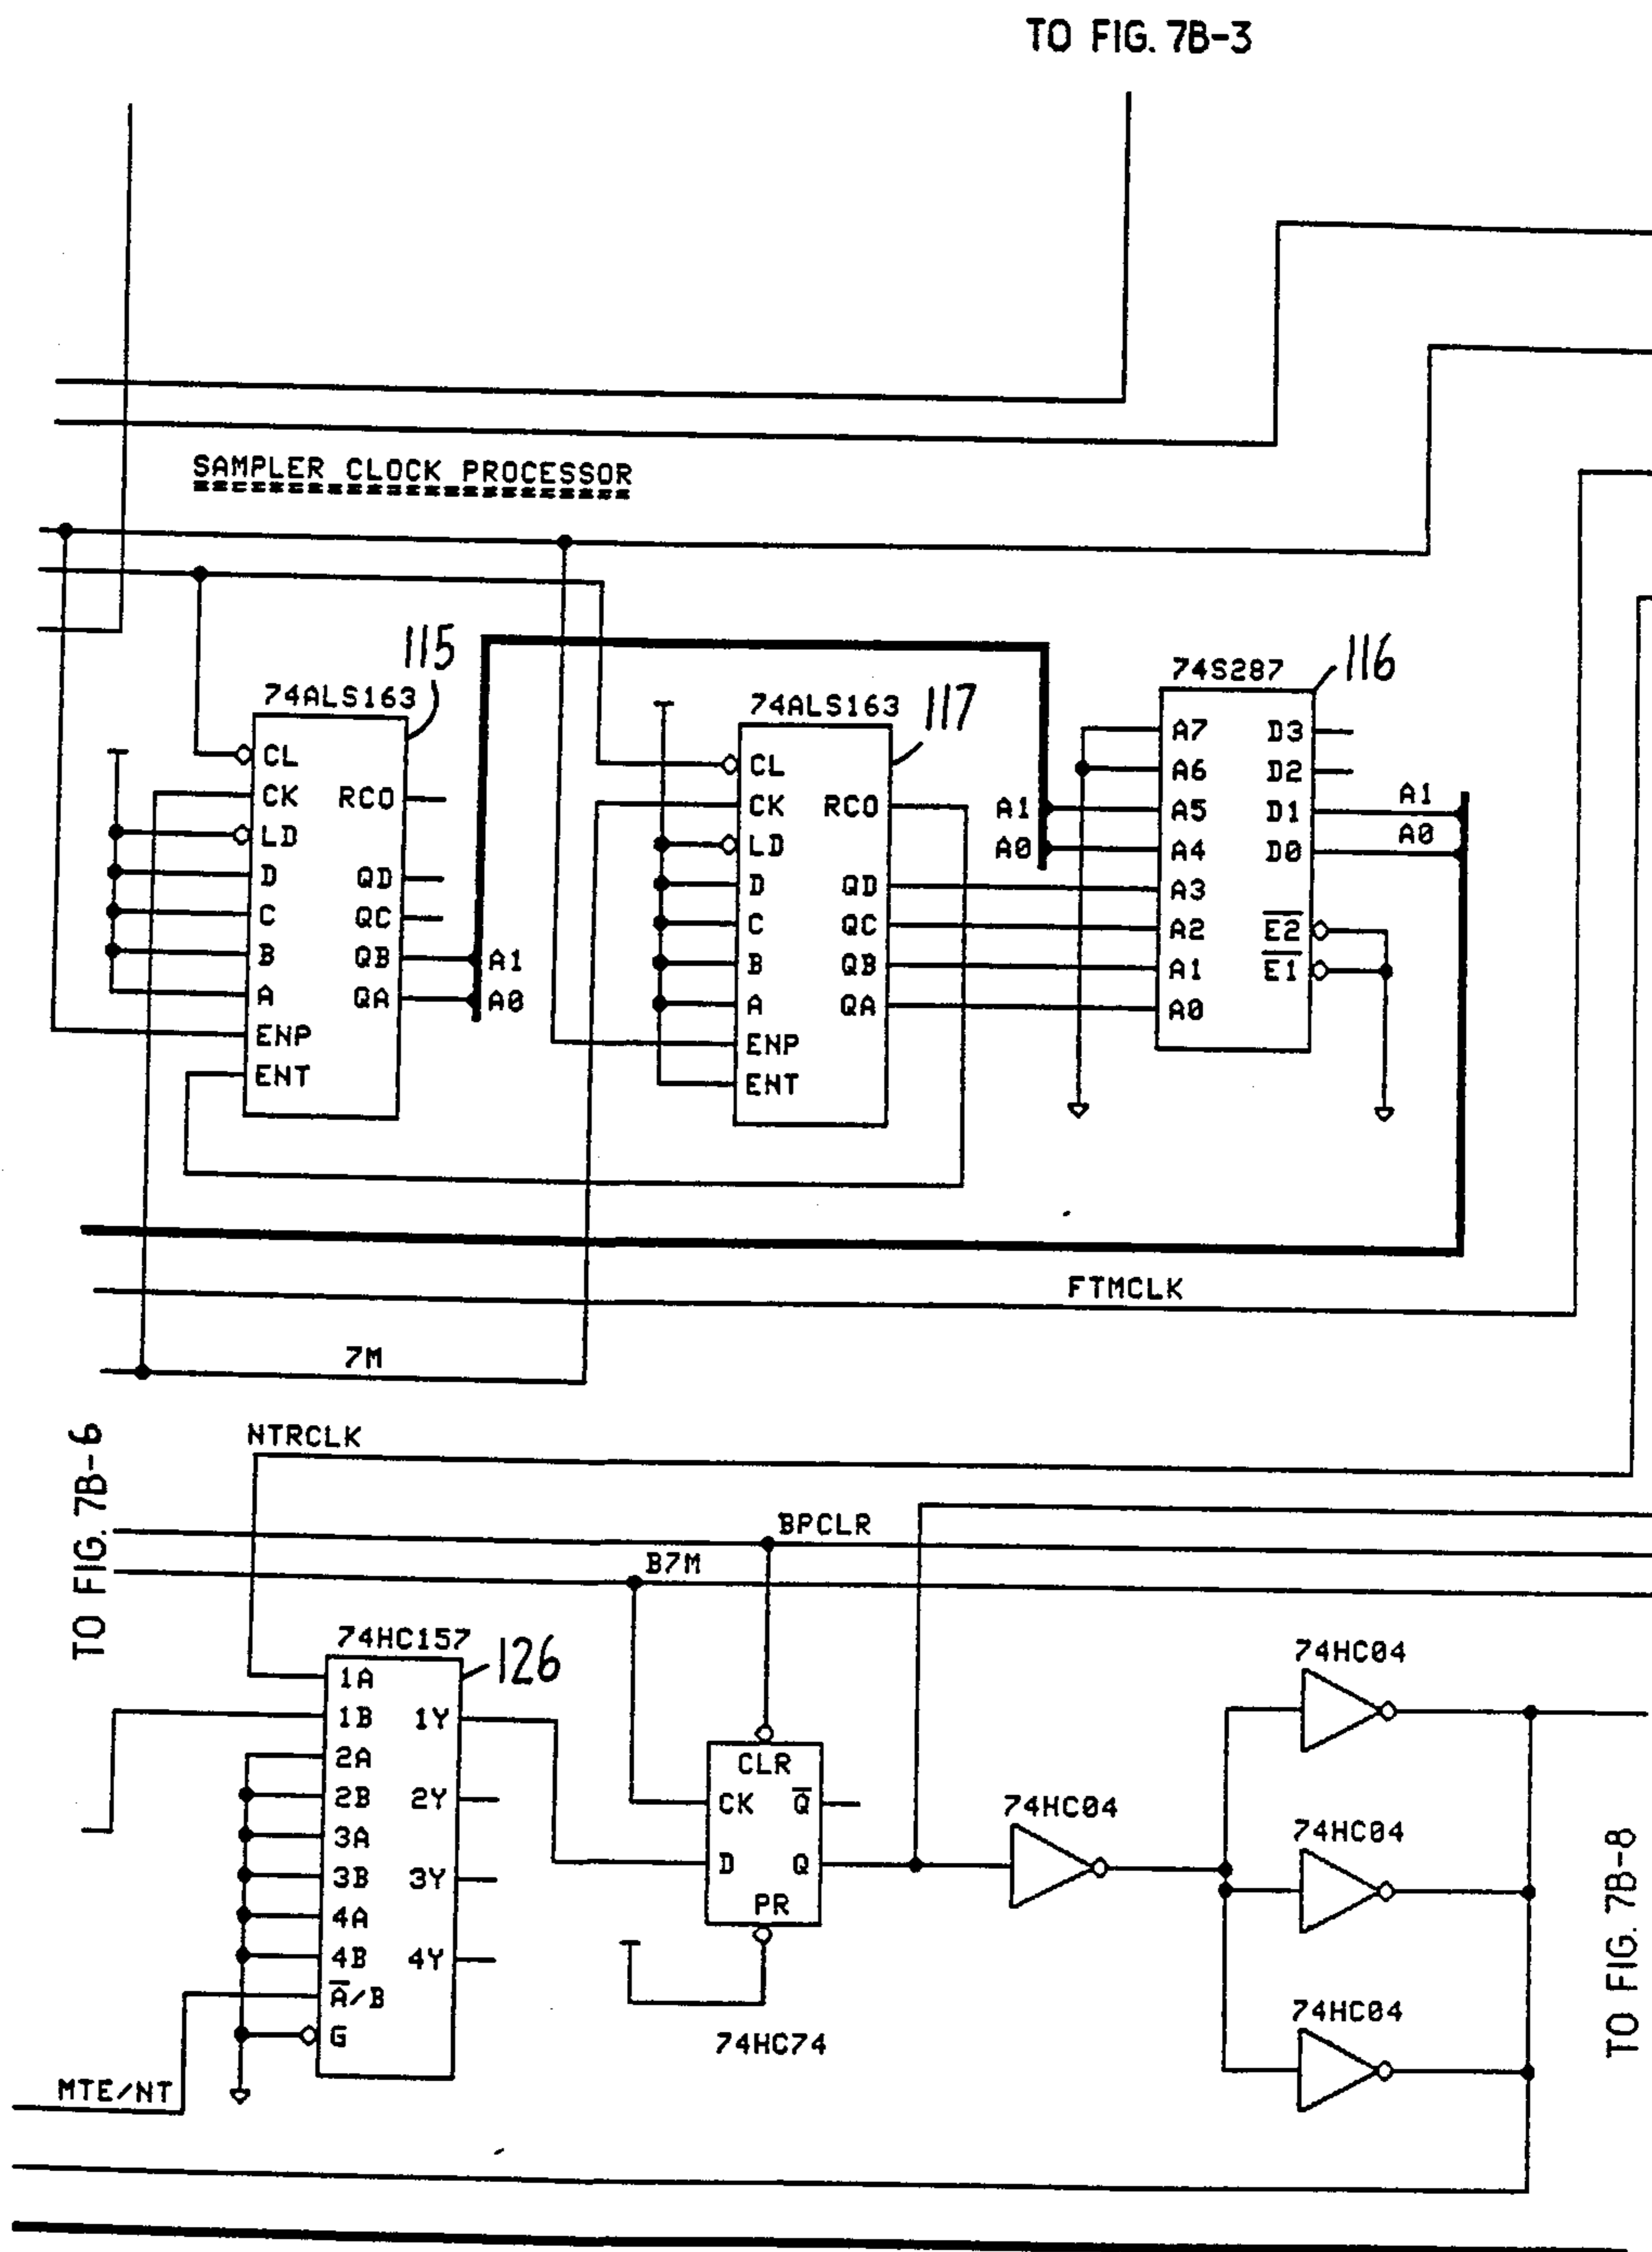 TO FIG. 7B-3
SAMPLER CLOCK PROCESSOR
115
74ALS163
CL
CK RCO
LD
D QD
C QC
B QB A1
A QA A0
ENP
ENT
74ALS163 117
CL
CK RCO
LD
D QD
C QC
B QB
A QA
ENP
ENT
74S287 116
A7 D3
A6 D2
A1 A5 D1 A1
A0 A4 D0 A0
A3
A2 E2
A1 E1
A0
FTMCLK
7M
TO FIG. 7B-6
NTRCLK
BPCLR
B7M
74HC157 126
1A
1B 1Y
2A
2B 2Y
3A
3B 3Y
4A
4B 4Y
A/B
G
MTE/NT
CLR
CK Q
D Q
PR
74HC74
74HC04
74HC04
74HC04
74HC04
TO FIG. 7B-8